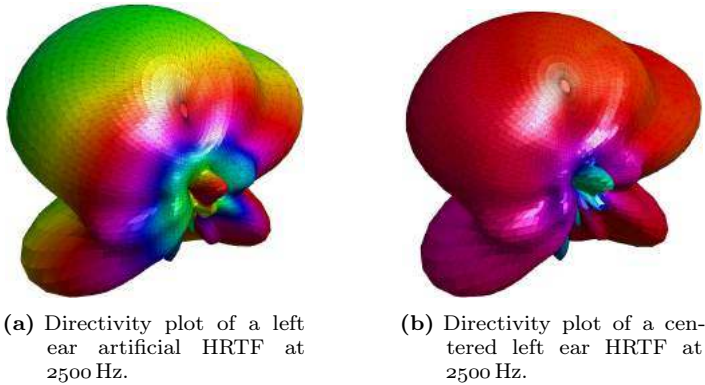 (a) Directivity plot of a left
ear artificial HRTF at
2500 Hz.
(b) Directivity plot of a cen-
tered left ear HRTF at
2500 Hz.